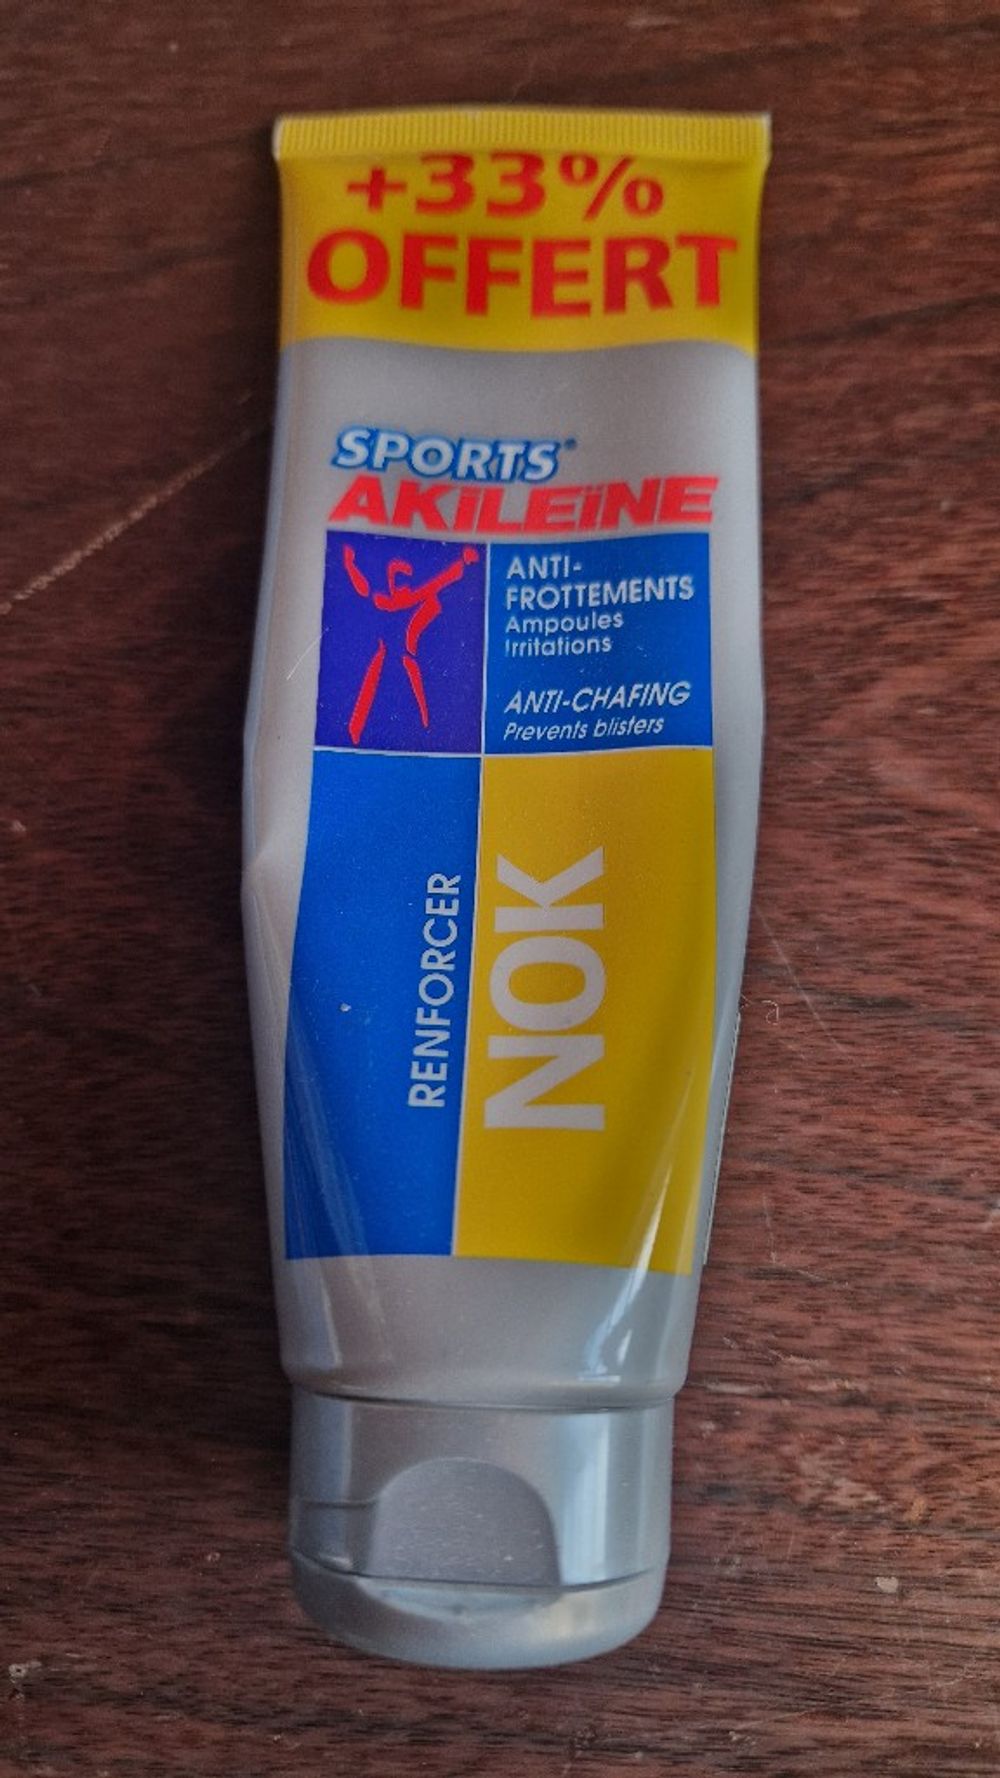 +33%
OFFERT
SPORTS®
AKiLEiNE
ANTI-
FROTTEMENTS
Ampoules
Irritations
ANTI-CHAFING
Prevents blisters
RENFORCER
NOK